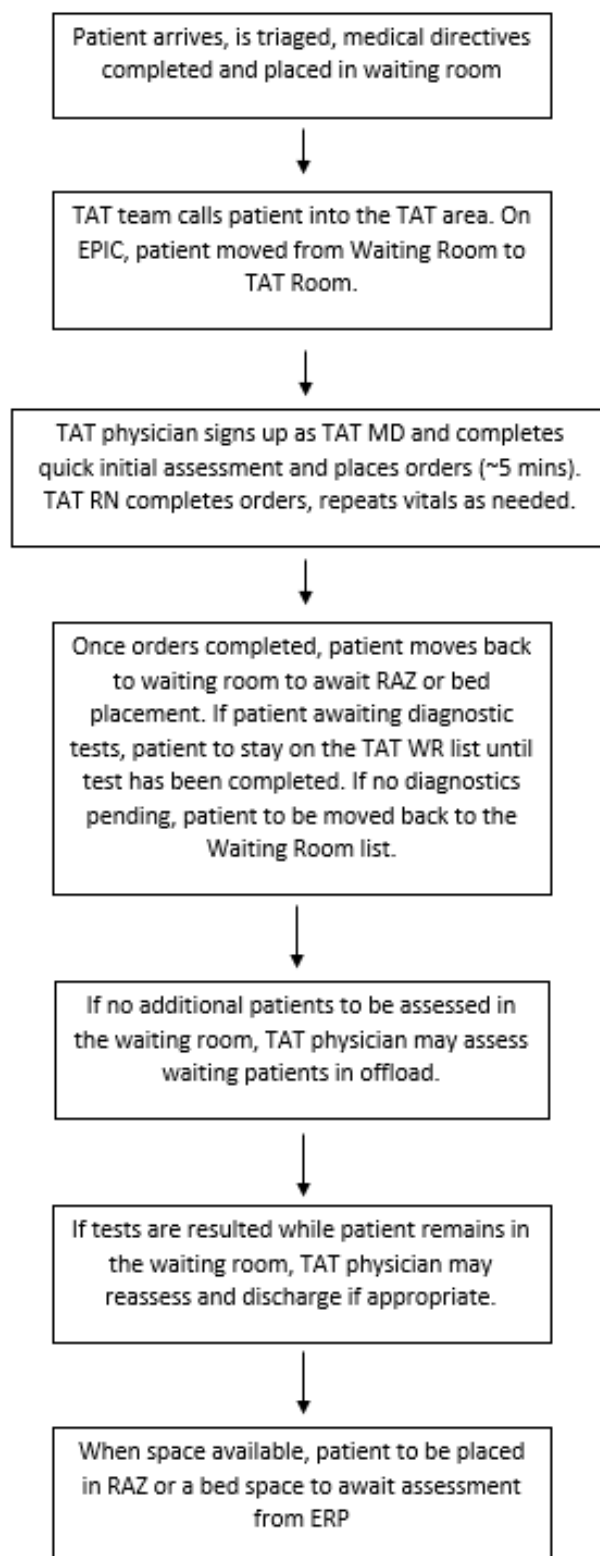 Patient arrives, is triaged, medical directives
completed and placed in waiting room
TAT team calls patient into the TAT area. On
EPIC, patient moved from Waiting Room to
TAT Room.
TAT physician signs up as TAT MD and completes
quick initial assessment and places orders (~5 mins).
TAT RN completes orders, repeats vitals as needed.
Once orders completed, patient moves back
to waiting room to await RAZ or bed
placement. If patient awaiting diagnostic
tests, patient to stay on the TAT WR list until
test has been completed. If no diagnostics
pending, patient to be moved back to the
Waiting Room list.
If no additional patients to be assessed in
the waiting room, TAT physician may assess
waiting patients in offload.
If tests are resulted while patient remains in
the waiting room, TAT physician may
reassess and discharge if appropriate.
When space available, patient to be placed
in RAZ or a bed space to await assessment
from ERP